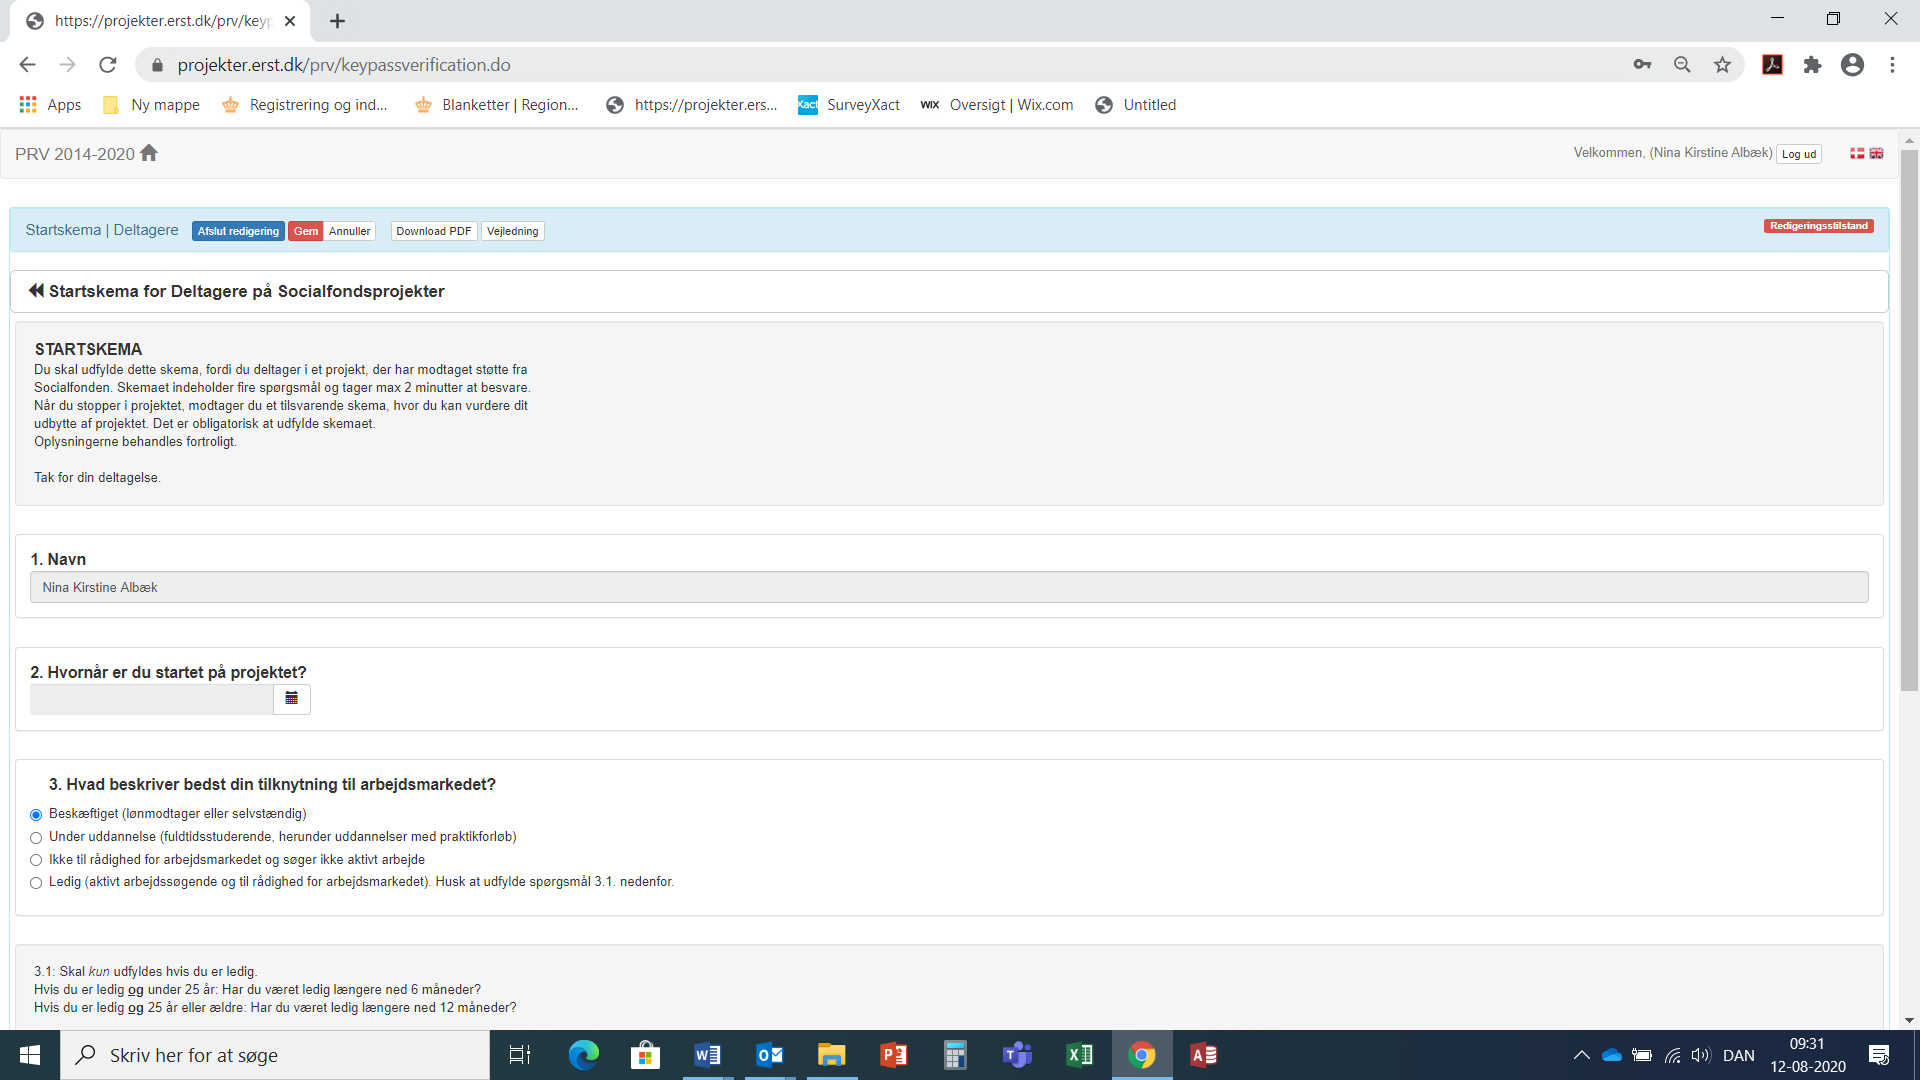 https://projekter.erst.dk/prv/keyp
projekter.erst.dk/prv/keypassverification.do
Apps Ny mappe Registrering og ind... Blanketter | Region... https://projekter.ers... Xact SurveyXact WIX Oversigt | Wix.com Untitled
PRV 2014-2020 Velkommen, (Nina Kirstine Albæk) Log ud
Startskema | Deltagere Afslut redigering Gem Annuller Download PDF Vejledning Redigeringsstilstand
Startskema for Deltagere på Socialfondsprojekter
STARTSKEMA
Du skal udfylde dette skema, fordi du deltager i et projekt, der har modtaget støtte fra
Socialfonden. Skemaet indeholder fire spørgsmål og tager max 2 minutter at besvare.
Når du stopper i projektet, modtager du et tilsvarende skema, hvor du kan vurdere dit
udbytte af projektet. Det er obligatorisk at udfylde skemaet.
Oplysningerne behandles fortroligt.
Tak for din deltagelse.
1. Navn
Nina Kirstine Albæk
2. Hvornår er du startet på projektet?
3. Hvad beskriver bedst din tilknytning til arbejdsmarkedet?
Beskæftiget (lønmodtager eller selvstændig)
Under uddannelse (fuldtidsstuderende, herunder uddannelser med praktikforløb)
Ikke til rådighed for arbejdsmarkedet og søger ikke aktivt arbejde
Ledig (aktivt arbejdssøgende og til rådighed for arbejdsmarkedet). Husk at udfylde spørgsmål 3.1. nedenfor.
3.1: Skal kun udfyldes hvis du er ledig.
Hvis du er ledig og under 25 år: Har du været ledig længere ned 6 måneder?
Hvis du er ledig og 25 år eller ældre: Har du været ledig længere ned 12 måneder?
Skriv her for at søge DAN 09:31
12-08-2020